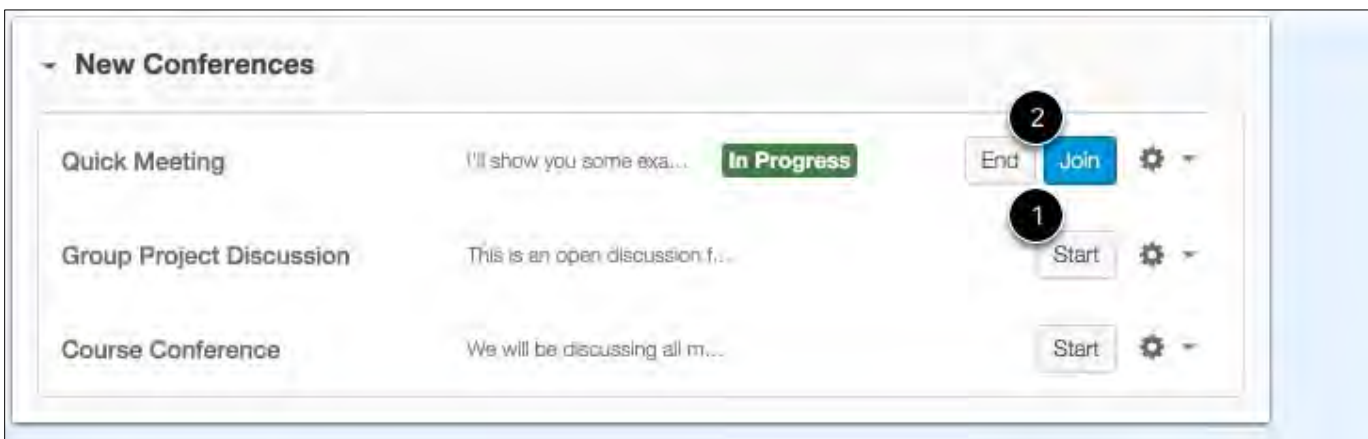 New Conferences
2
Quick Meeting I'll show you some exa... In Progress End Join
1
Group Project Discussion This is an open discussion f... Start
Course Conference We will be discussing all m... Start